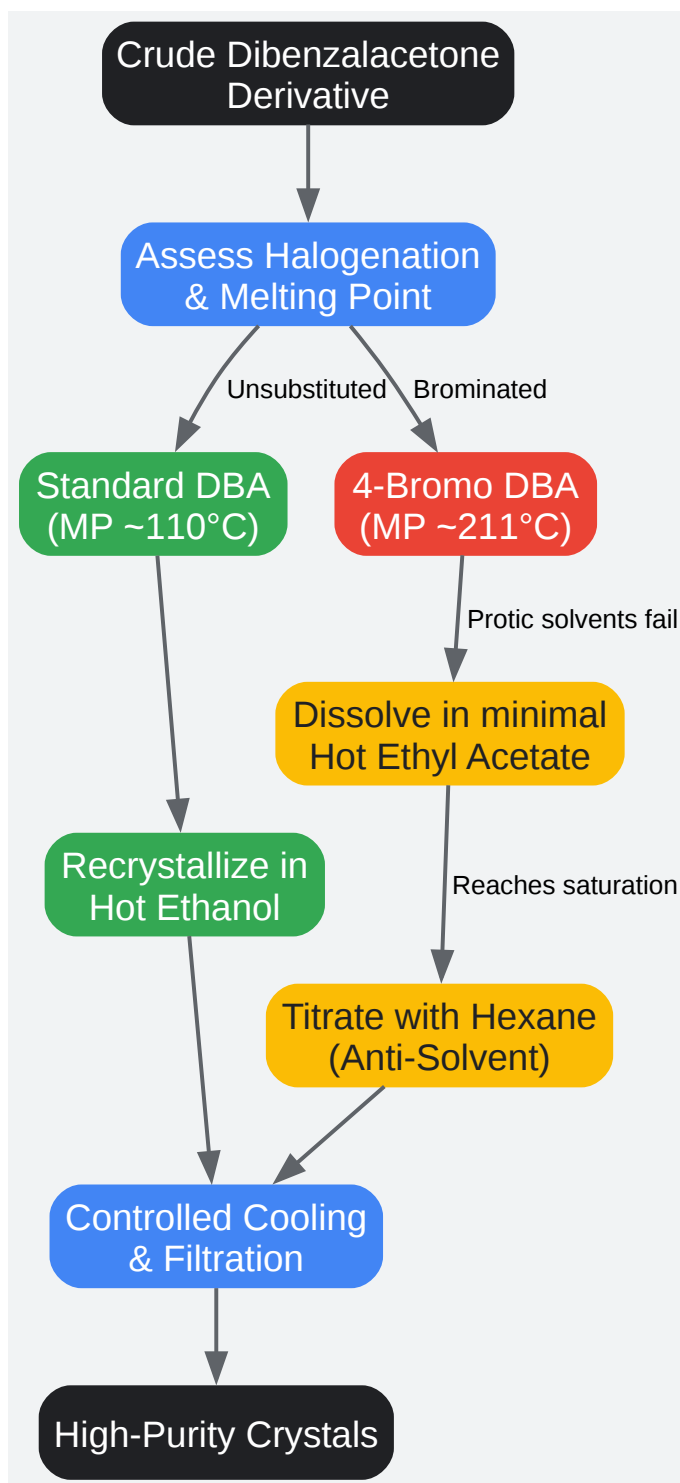 Crude Dibenzalacetone
Derivative
Assess Halogenation
& Melting Point
Unsubstituted
Brominated
Standard DBA
(MP ~110°C)
4-Bromo DBA
(MP ~211°C)
Protic solvents fail
Dissolve in minimal
Hot Ethyl Acetate
Recrystallize in
Hot Ethanol
Reaches saturation
Titrate with Hexane
(Anti-Solvent)
Controlled Cooling
& Filtration
High-Purity Crystals